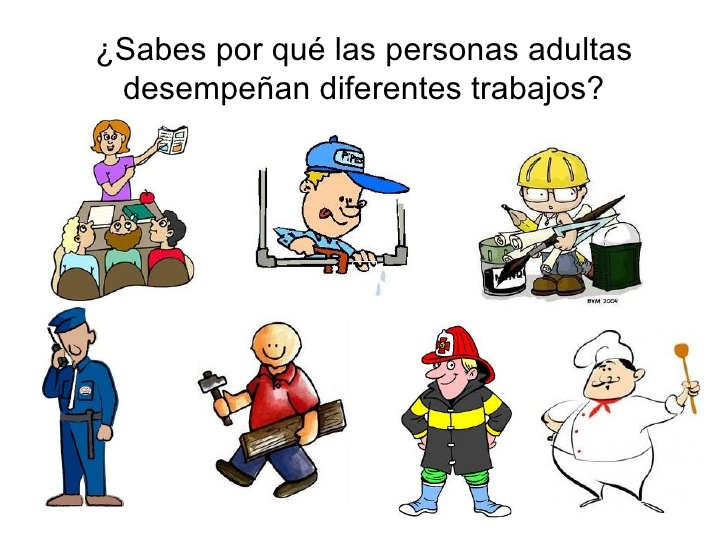 ¿Sabes por qué las personas adultas
desempeñan diferentes trabajos?
BYM 2004